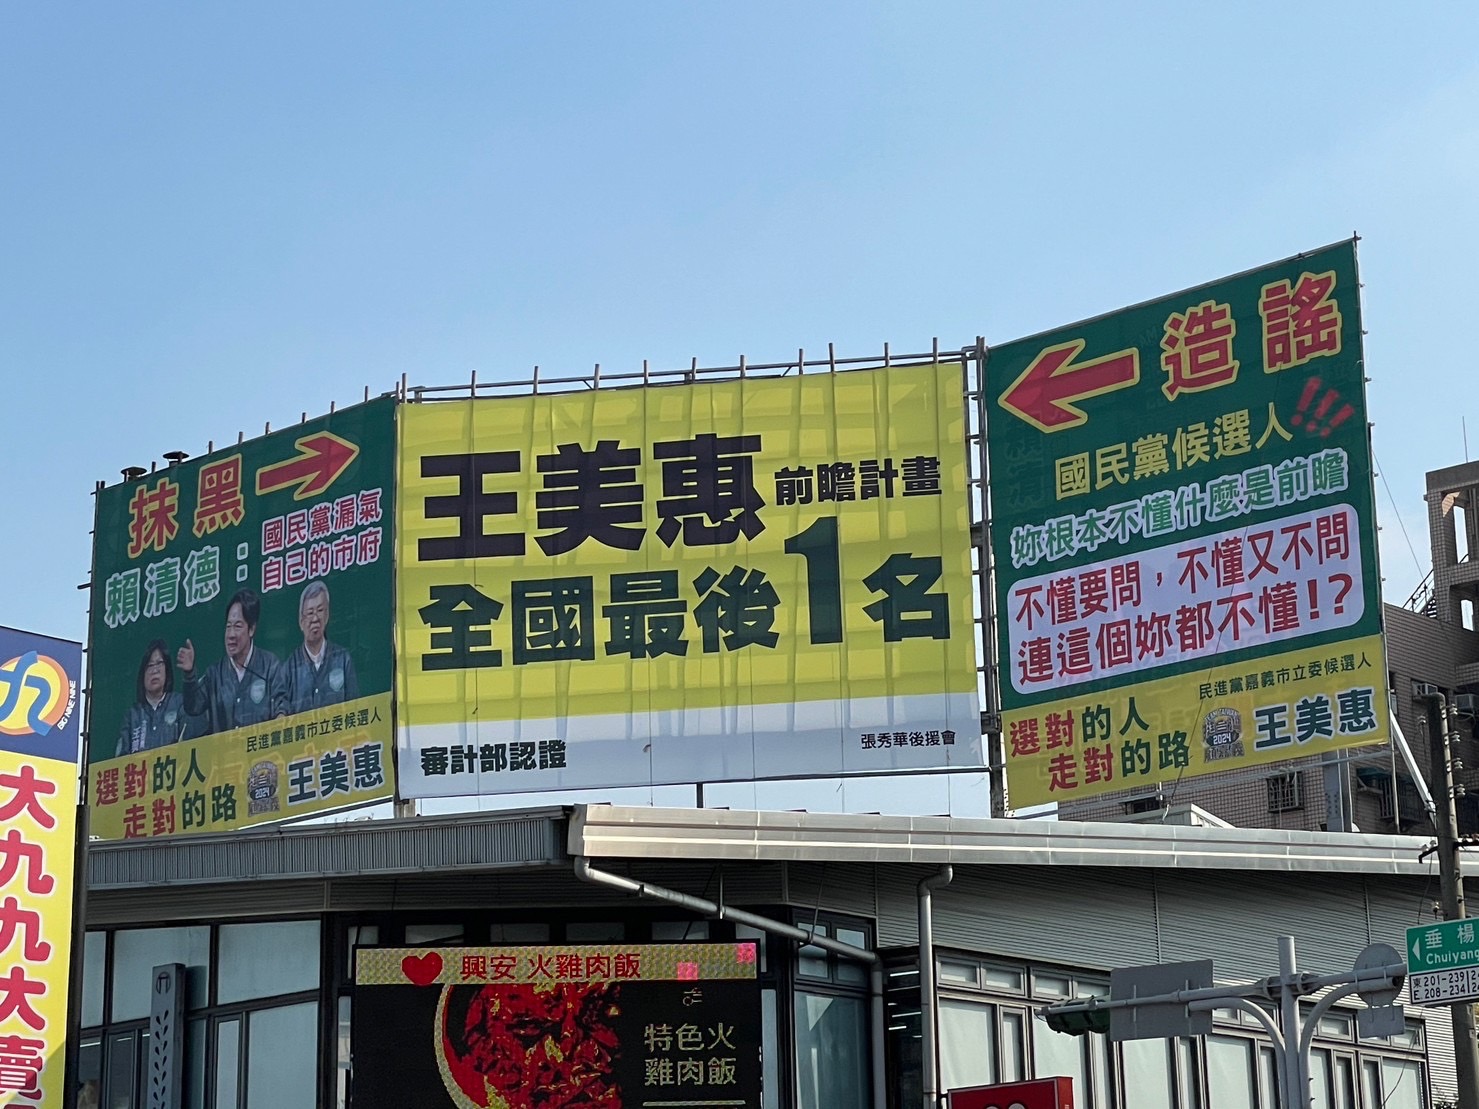 抹黑
賴清德：
國民黨漏氣
自己的市府
民進黨嘉義市立委候選人
選對的人
走對的路
2024
王美惠
王美惠 前瞻計畫
全國最後1名
審計部認證
張秀華後援會
造謠!!!
國民黨候選人
妳根本不懂什麼是前瞻
不懂要問，不懂又不問
連這個妳都不懂!?
民進黨嘉義市立委候選人
選對的人
走對的路
2024
王美惠
BIG NINE NINE
大九九大賣
興安 火雞肉飯
特色火
雞肉飯
垂楊
Chuiyang